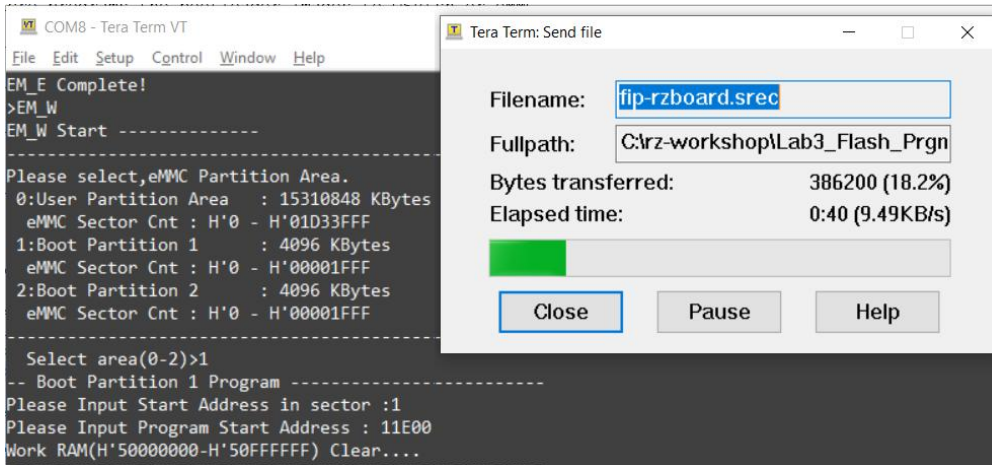 COM8 - Tera Term VT
File Edit Setup Control Window Help
EM_E Complete!
>EM_W
EM_W Start --------------
---------------------------------------------
Please select,eMMC Partition Area.
0:User Partition Area   : 15310848 KBytes
eMMC Sector Cnt : H'0 - H'01D33FFF
1:Boot Partition 1      : 4096 KBytes
eMMC Sector Cnt : H'0 - H'00001FFF
2:Boot Partition 2      : 4096 KBytes
eMMC Sector Cnt : H'0 - H'00001FFF
---------------------------------------------
Select area(0-2)>1
-- Boot Partition 1 Program --------------------------
Please Input Start Address in sector :1
Please Input Program Start Address : 11E00
Work RAM(H'50000000-H'50FFFFFF) Clear....
Tera Term: Send file
Filename: fip-rzboard.srec
Fullpath: C:\rz-workshop\Lab3_Flash_Prgn
Bytes transferred: 386200 (18.2%)
Elapsed time: 0:40 (9.49KB/s)
Close Pause Help